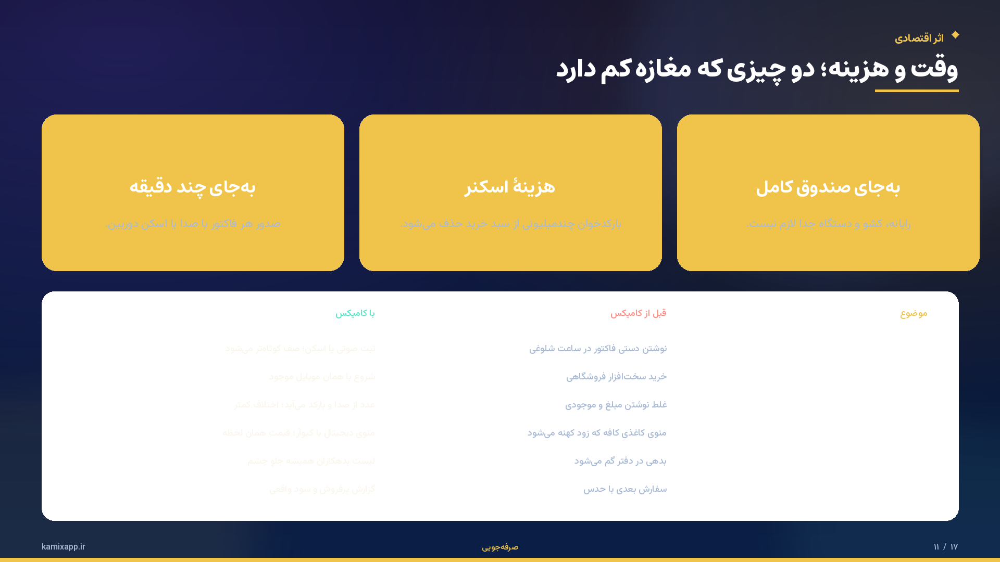 اثر اقتصادی
وقت و هزینه؛ دو چیزی که مغازه کم دارد
به‌جای صندوق کامل
رایانه، کشو و دستگاه جدا لازم نیست.
هزینهٔ اسکنر
بارکدخوان چندمیلیونی از سبد خرید حذف می‌شود.
به‌جای چند دقیقه
صدور هر فاکتور با صدا یا اسکن دوربین.
موضوع
قبل از کامیکس
با کامیکس
نوشتن دستی فاکتور در ساعت شلوغی
ثبت صوتی یا اسکن؛ صف کوتاه‌تر می‌شود
خرید سخت‌افزار فروشگاهی
شروع با همان موبایل موجود
غلط نوشتن مبلغ و موجودی
عدد از صدا و بارکد می‌آید؛ اختلاف کمتر
منوی کاغذی کافه که زود کهنه می‌شود
منوی دیجیتال با کیوآر؛ قیمت همان لحظه
بدهی در دفتر گم می‌شود
لیست بدهکاران همیشه جلوِ چشم
سفارش بعدی با حدس
گزارش پرفروش و سود واقعی
۱۱ / ۱۷
صرفه‌جویی
kamixapp.ir